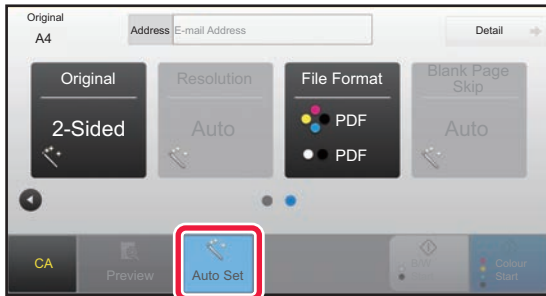 Original
A4
Address E-mail Address
Detail
Original
2-Sided
Resolution
Auto
File Format
PDF
PDF
Blank Page
Skip
Auto
CA
Preview
Auto Set
B/W
Start
Colour
Start